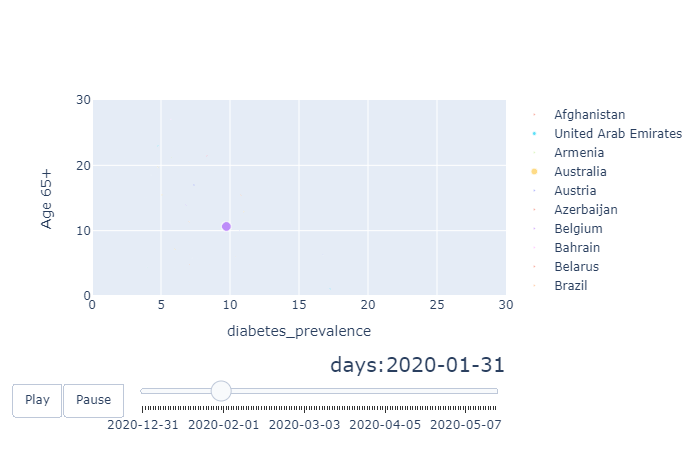 30
20
10
0
Age 65+
0 5 10 15 20 25 30
diabetes_prevalence
Afghanistan
United Arab Emirates
Armenia
Australia
Austria
Azerbaijan
Belgium
Bahrain
Belarus
Brazil
days:2020-01-31
Play
Pause
2020-12-31 2020-02-01 2020-03-03 2020-04-05 2020-05-07